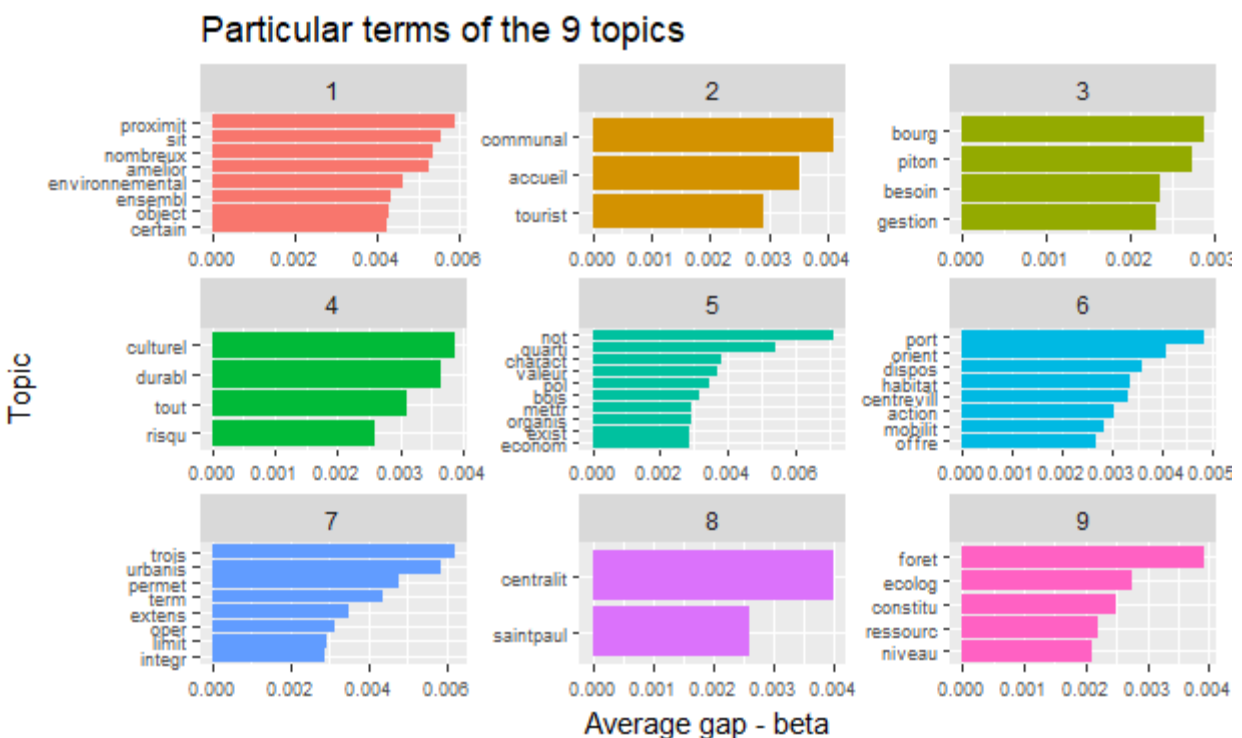 Particular terms of the 9 topics
1
proximit
sit
nombreux
amelior
environnemental
ensembl
object
certain
0.000 0.002 0.004 0.006
2
communal
accueil
tourist
0.000 0.001 0.002 0.003 0.004
3
bourg
piton
besoin
gestion
0.000 0.001 0.002 0.003
4
culturel
durabl
tout
risqu
0.000 0.001 0.002 0.003 0.004
5
not
quarti
charact
valeur
pol
bois
mettr
organis
exist
econom
0.000 0.002 0.004 0.006
6
port
orient
dispos
habitat
centrevill
action
mobilit
offre
0.000 0.001 0.002 0.003 0.004 0.005
7
trois
urbanis
permet
term
extens
oper
limit
integr
0.000 0.002 0.004 0.006
8
centralit
saintpaul
0.000 0.001 0.002 0.003 0.004
9
foret
ecolog
constitu
ressourc
niveau
0.000 0.001 0.002 0.003 0.004
Topic
Average gap - beta